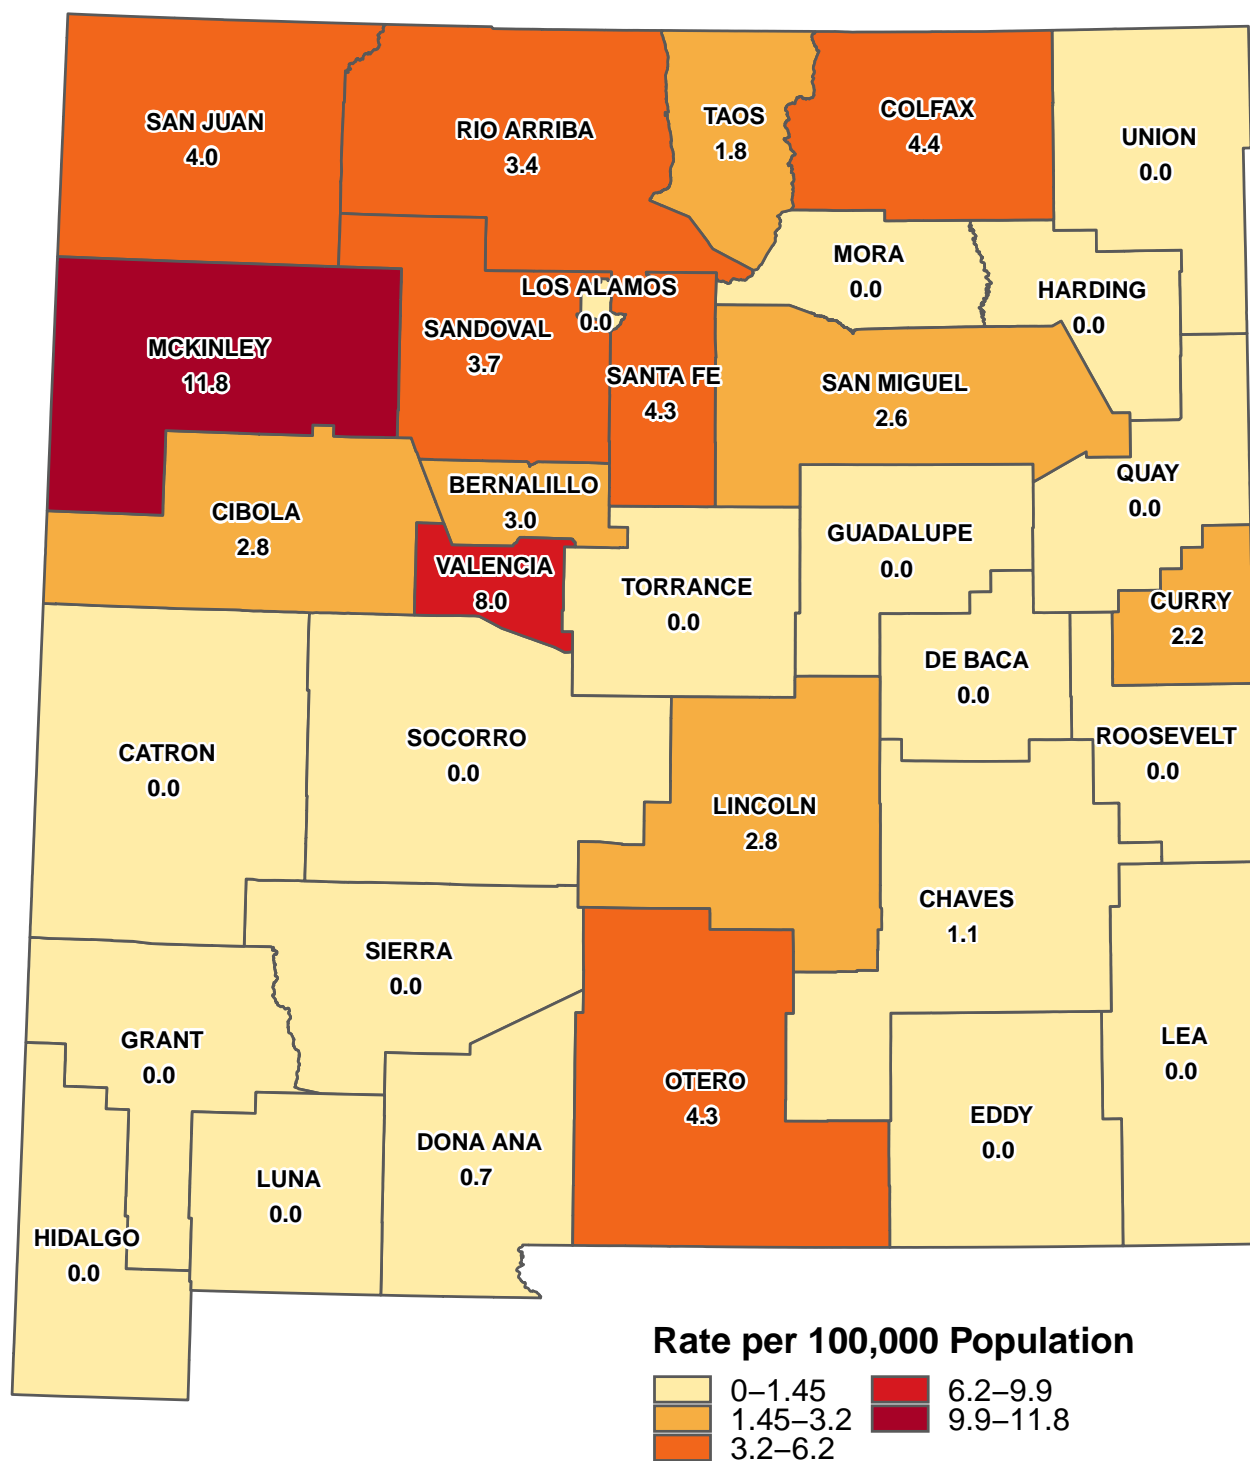 SAN JUAN
4.0
RIO ARRIBA
3.4
TAOS
1.8
COLFAX
4.4
UNION
0.0
MORA
0.0
HARDING
0.0
LOS ALAMOS
0.0
SANDOVAL
3.7
MCKINLEY
11.8
SANTA FE
4.3
SAN MIGUEL
2.6
QUAY
0.0
CIBOLA
2.8
BERNALILLO
3.0
GUADALUPE
0.0
VALENCIA
8.0
TORRANCE
0.0
CURRY
2.2
DE BACA
0.0
ROOSEVELT
0.0
CATRON
0.0
SOCORRO
0.0
LINCOLN
2.8
CHAVES
1.1
SIERRA
0.0
GRANT
0.0
LEA
0.0
OTERO
4.3
EDDY
0.0
DONA ANA
0.7
LUNA
0.0
HIDALGO
0.0
Rate per 100,000 Population
0–1.45
1.45–3.2
3.2–6.2
6.2–9.9
9.9–11.8